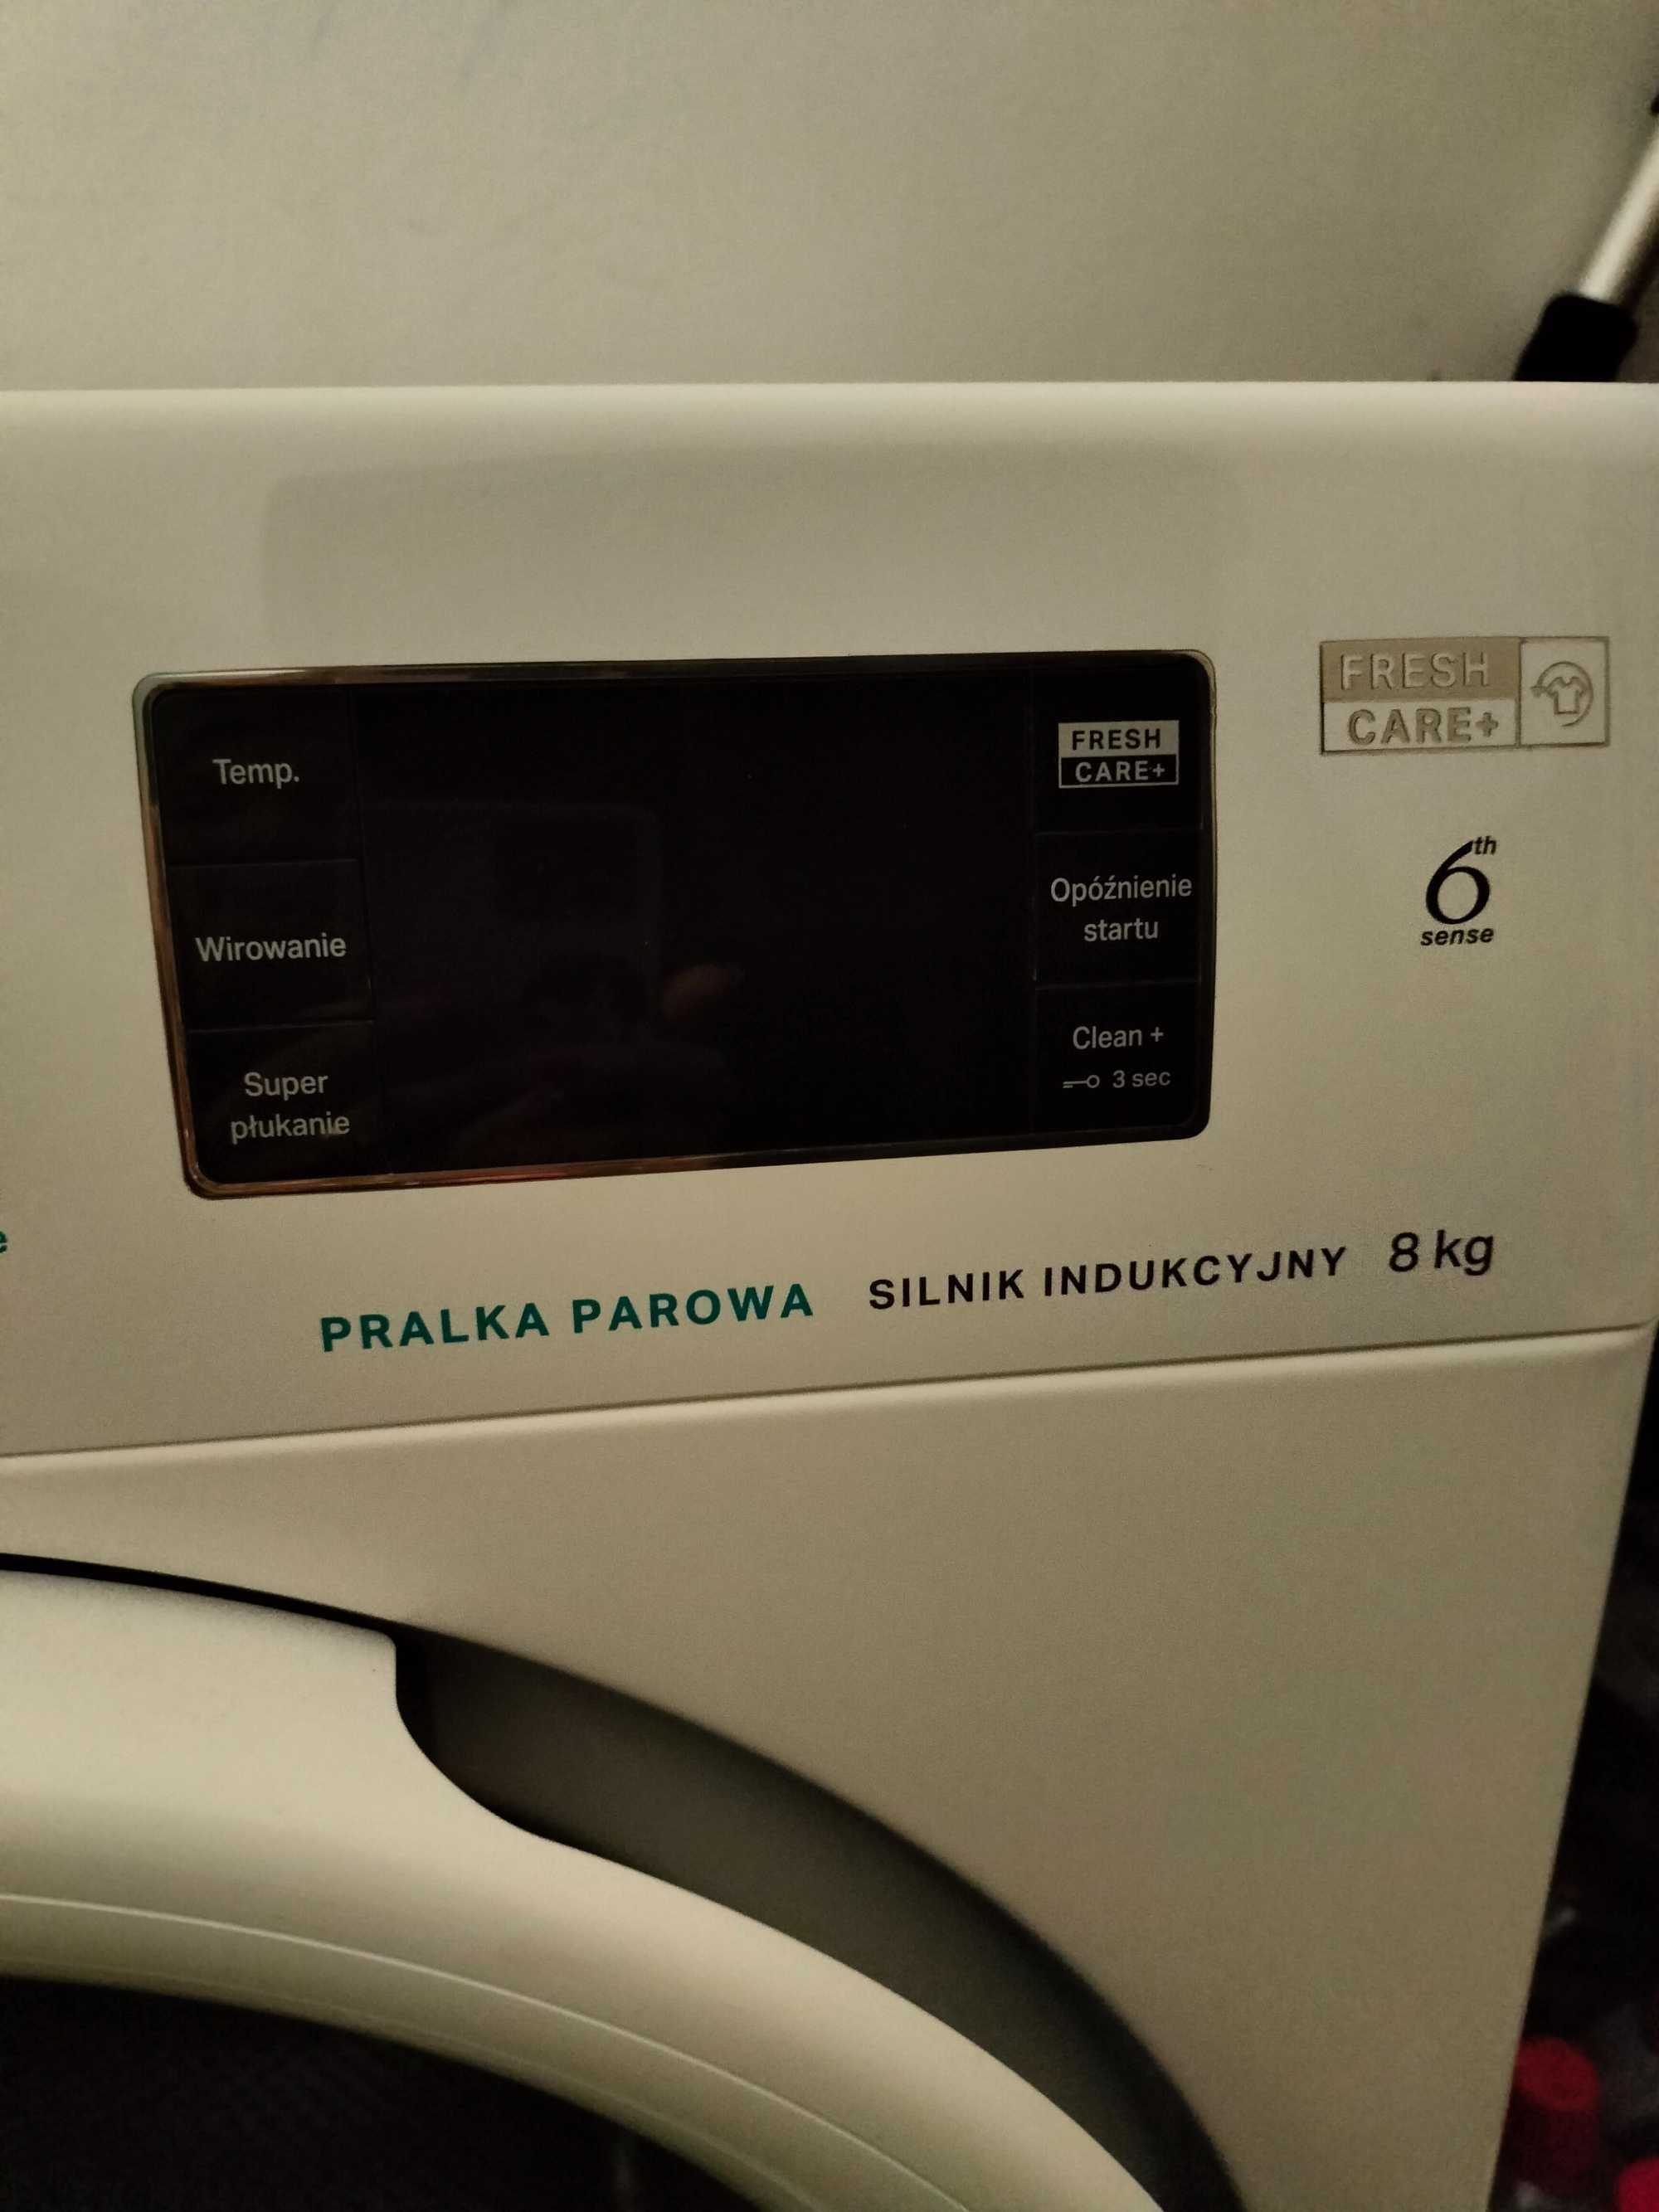 Temp.
Wirowanie
Super
płukanie
FRESH
CARE+
Opóźnienie
startu
Clean +
3 sec
FRESH
CARE+
6th
sense
PRALKA PAROWA SILNIK INDUKCYJNY 8 kg